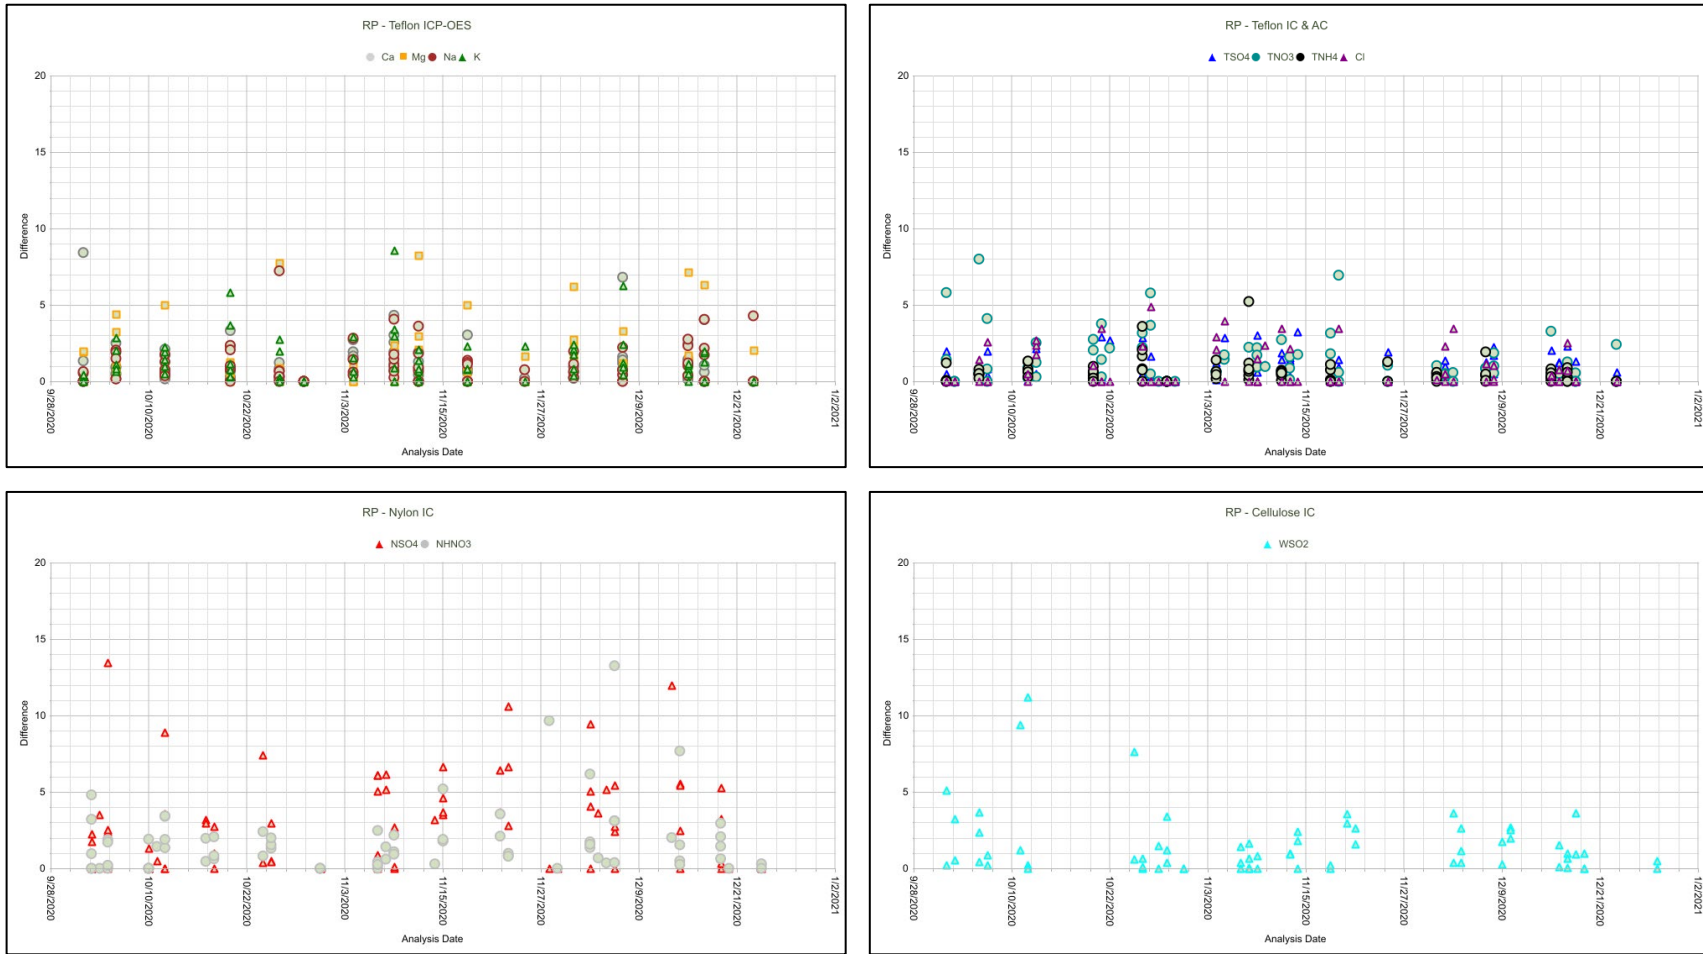 RP - Teflon ICP-OES
Ca Mg Na K
20
15
10
5
0
Difference
9/28/2020 10/10/2020 10/22/2020 11/3/2020 11/15/2020 11/27/2020 12/9/2020 12/21/2020 1/2/2021
Analysis Date
RP - Teflon IC & AC
TSO4 TNO3 TNH4 Cl
20
15
10
5
0
Difference
9/28/2020 10/10/2020 10/22/2020 11/3/2020 11/15/2020 11/27/2020 12/9/2020 12/21/2020 1/2/2021
Analysis Date
RP - Nylon IC
NSO4 NHNO3
20
15
10
5
0
Difference
9/28/2020 10/10/2020 10/22/2020 11/3/2020 11/15/2020 11/27/2020 12/9/2020 12/21/2020 1/2/2021
Analysis Date
RP - Cellulose IC
WSO2
20
15
10
5
0
Difference
9/28/2020 10/10/2020 10/22/2020 11/3/2020 11/15/2020 11/27/2020 12/9/2020 12/21/2020 1/2/2021
Analysis Date